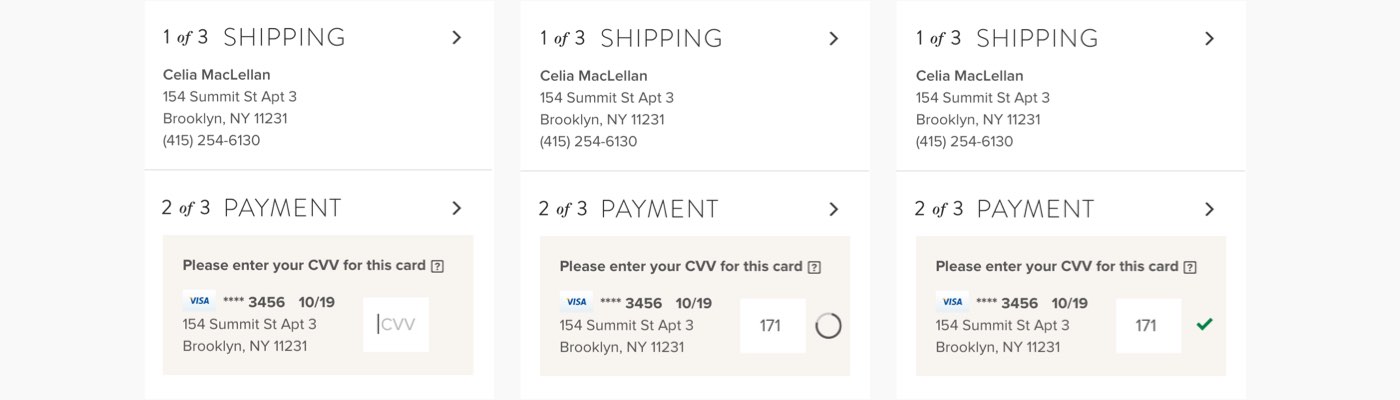 1 of 3 SHIPPING
Celia MacLellan
154 Summit St Apt 3
Brooklyn, NY 11231
(415) 254-6130
2 of 3 PAYMENT
Please enter your CVV for this card ?
VISA **** 3456 10/19
154 Summit St Apt 3
Brooklyn, NY 11231
CVV
1 of 3 SHIPPING
Celia MacLellan
154 Summit St Apt 3
Brooklyn, NY 11231
(415) 254-6130
2 of 3 PAYMENT
Please enter your CVV for this card ?
VISA **** 3456 10/19
154 Summit St Apt 3
Brooklyn, NY 11231
171
1 of 3 SHIPPING
Celia MacLellan
154 Summit St Apt 3
Brooklyn, NY 11231
(415) 254-6130
2 of 3 PAYMENT
Please enter your CVV for this card ?
VISA **** 3456 10/19
154 Summit St Apt 3
Brooklyn, NY 11231
171